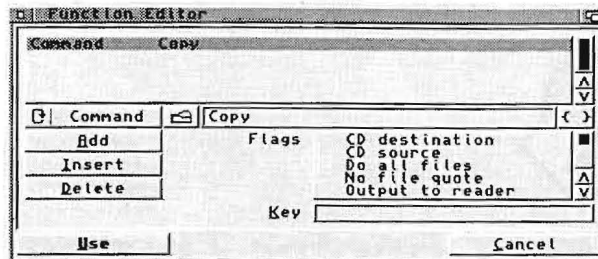 Function Editor
Command Copy
Command Copy { }
Add
Insert
Delete
Flags
CD destination
CD source
Do all files
No file quote
Output to reader
Key
Use Cancel